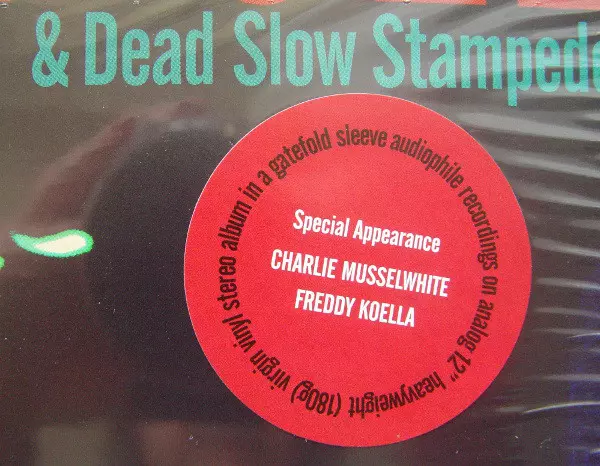 & Dead Slow Stampede
Special Appearance
CHARLIE MUSSELWHITE
FREDDY KOELLA
audiophile recordings on analog 12" heavyweight (180g) virgin vinyl stereo album in a gatefold sleeve